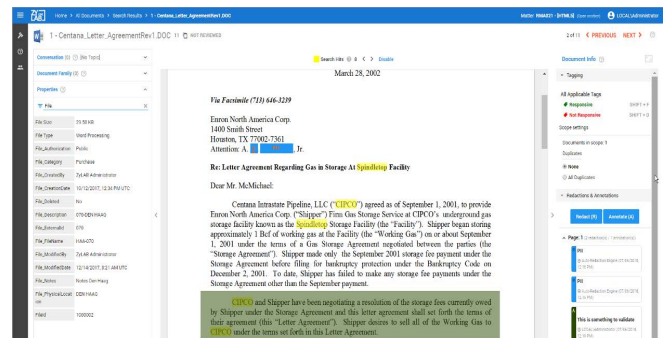 Home > All Documents > Search Results > 1 - Centana_Letter_AgreementRev1.DOC
Matter: RIMA021 - [HTML5]
LOCAL\Administrator
1 - Centana_Letter_AgreementRev1.DOC 11 NOT REVIEWED
2 of 11 < PREVIOUS NEXT >
Conversation (0) [No Topic]
Document Family (0)
Properties
File
File_Size 23.50 KB
File_Type Word Processing
File_Authorization Public
File_Category Purchase
File_CreatedBy ZyLAB Administrator
File_CreationDate 10/12/2017, 12:34 PM UTC
File_Deleted No
File_Description 070-DEN HAAG
File_ExternalId 070
File_FileName HAA-070
File_ModifiedBy ZyLAB Administrator
File_ModifiedDate 12/14/2017, 8:21 AM UTC
File_Notes Notes Den Haag
File_PhysicalLocation DEN HAAG
FileId 1000002
Search Hits 6 < > Disable
March 28, 2002
Via Facsimile (713) 646-3239
Enron North America Corp.
1400 Smith Street
Houston, TX 77002-7361
Attention: A. , Jr.
Re: Letter Agreement Regarding Gas in Storage At Spindletop Facility
Dear Mr. McMichael:
Centana Intrastate Pipeline, LLC ("CIPCO") agreed as of September 1, 2001, to provide
Enron North America Corp. ("Shipper") Firm Gas Storage Service at CIPCO's underground gas
storage facility known as the Spindletop Storage Facility (the "Facility"). Shipper began storing
approximately 1 Bcf of working gas at the Facility (the "Working Gas") on or about September
1, 2001 under the terms of a Gas Storage Agreement negotiated between the parties (the
"Storage Agreement"). Shipper made only the September 2001 storage fee payment under the
Storage Agreement before filing for bankruptcy protection under the Bankruptcy Code on
December 2, 2001. To date, Shipper has failed to make any storage fee payments under the
Storage Agreement other than the September payment.
CIPCO and Shipper have been negotiating a resolution of the storage fees currently owed
by Shipper under the Storage Agreement and this letter agreement shall set forth the terms of
their agreement (this "Letter Agreement"). Shipper desires to sell all of the Working Gas to
CIPCO under the terms set forth in this Letter Agreement.
Document Info
Tagging
All Applicable Tags
Responsive SHIFT + F
Not Responsive SHIFT + D
Scope settings
Documents in scope: 1
Duplicates
None
All Duplicates
Redactions & Annotations
Redact (R) Annotate (A)
Page: 1
PII
PII
This is something to validate